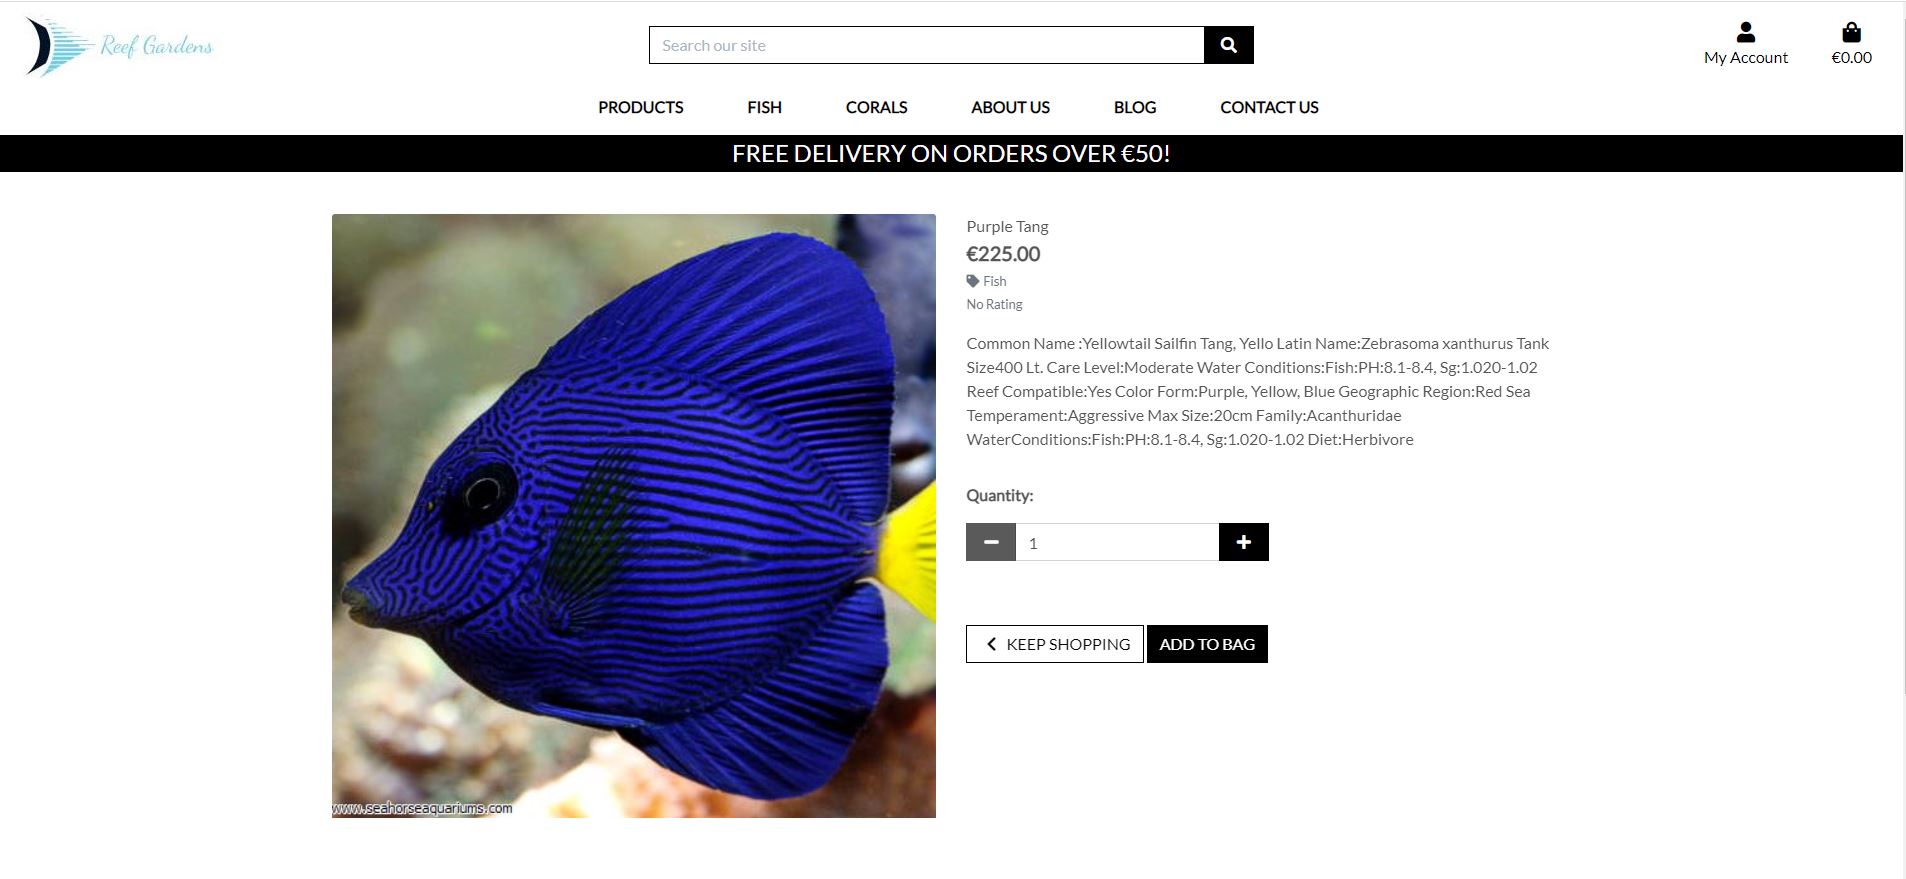 Reef Gardens
Search our site
My Account
€0.00
PRODUCTS
FISH
CORALS
ABOUT US
BLOG
CONTACT US
FREE DELIVERY ON ORDERS OVER €50!
www.seahorseaquariums.com
Purple Tang
€225.00
Fish
No Rating
Common Name :Yellowtail Sailfin Tang, Yello Latin Name:Zebrasoma xanthurus Tank
Size400 Lt. Care Level:Moderate Water Conditions:Fish:PH:8.1-8.4, Sg:1.020-1.02
Reef Compatible:Yes Color Form:Purple, Yellow, Blue Geographic Region:Red Sea
Temperament:Aggressive Max Size:20cm Family:Acanthuridae
WaterConditions:Fish:PH:8.1-8.4, Sg:1.020-1.02 Diet:Herbivore
Quantity:
1
KEEP SHOPPING
ADD TO BAG